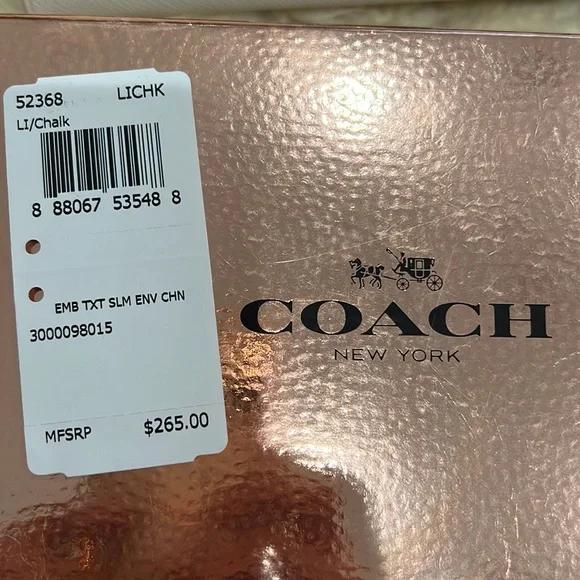 52368 LICHK
LI/Chalk
8 88067 53548 8
EMB TXT SLM ENV CHN
3000098015
MFSRP $265.00
COACH
NEW YORK